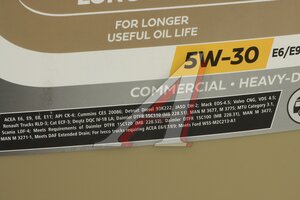 FOR LONGER
USEFUL OIL LIFE
5W-30
COMMERCIAL • HEAVY-D
ACEA E6, E9, E8, E11; API CK-4; Cummins CES 20086; Detroit Diesel 93K222; JASO DH-2; Mack EOS-4.5; Volvo CNG, VDS 4.5;
Renault Trucks RLD-3; Cat ECF-3; Deutz DQC IV-18 LA; Daimler DTFR 15C110 (MB 228.51), MAN M 3677, M 3775; MTU Category 3.1,
Scania LDF-4; Meets Requirements of Daimler DTFR 15C120 (MB 228.52), Daimler DTFR 15C100 (MB 228.31), MAN M 3477,
MAN M 3271-1; Meets DAF Extended Drain; For Iveco trucks requiring ACEA E6/E7/E9; Meets Ford WSS-M2C213-A1